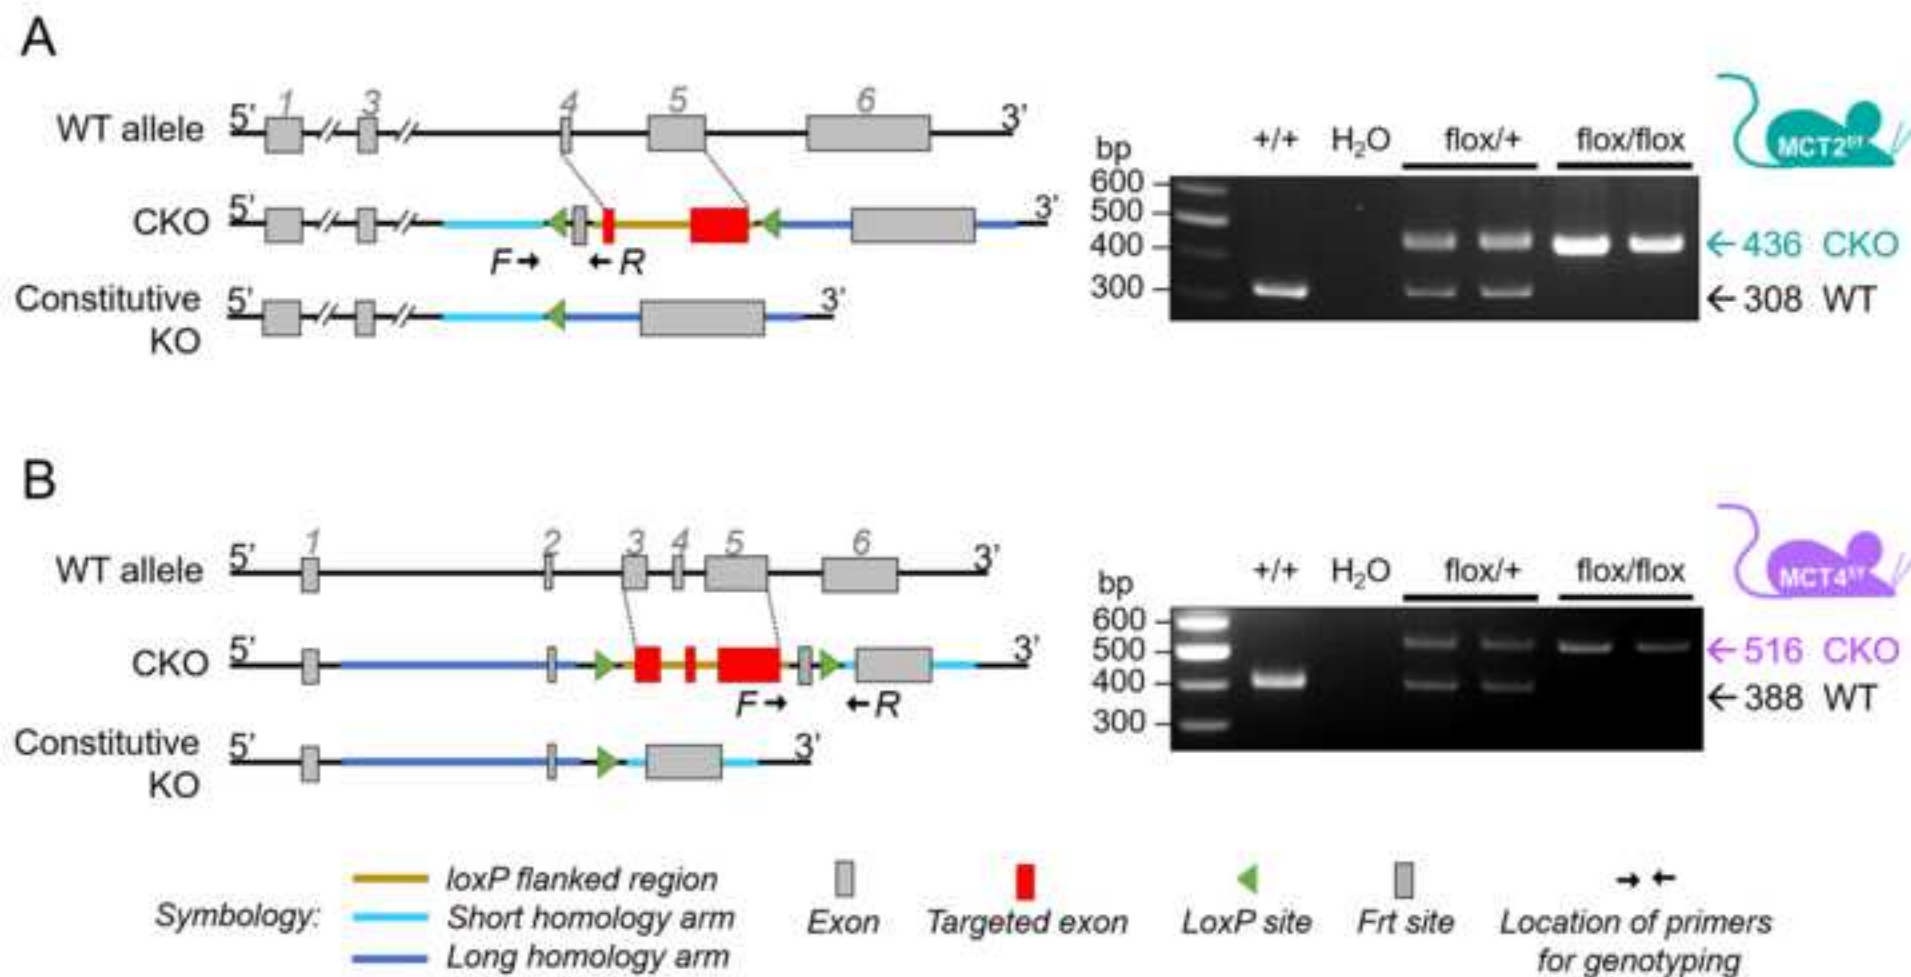 A
1 3 4 5 6
WT allele 5’ 3’
CKO 5’ 3’
F R
Constitutive 5’ 3’
KO
bp +/+ H₂O flox/+ flox/flox
MCT2f/f
600
500
400 ←436 CKO
300 ←308 WT
B
1 2 3 4 5 6
WT allele 5’ 3’
CKO 5’ 3’
F R
Constitutive 5’ 3’
KO
bp +/+ H₂O flox/+ flox/flox
MCT4f/f
600
500 ←516 CKO
400 ←388 WT
300
Symbology:
loxP flanked region
Short homology arm
Long homology arm
Exon Targeted exon LoxP site Frt site Location of primers
for genotyping